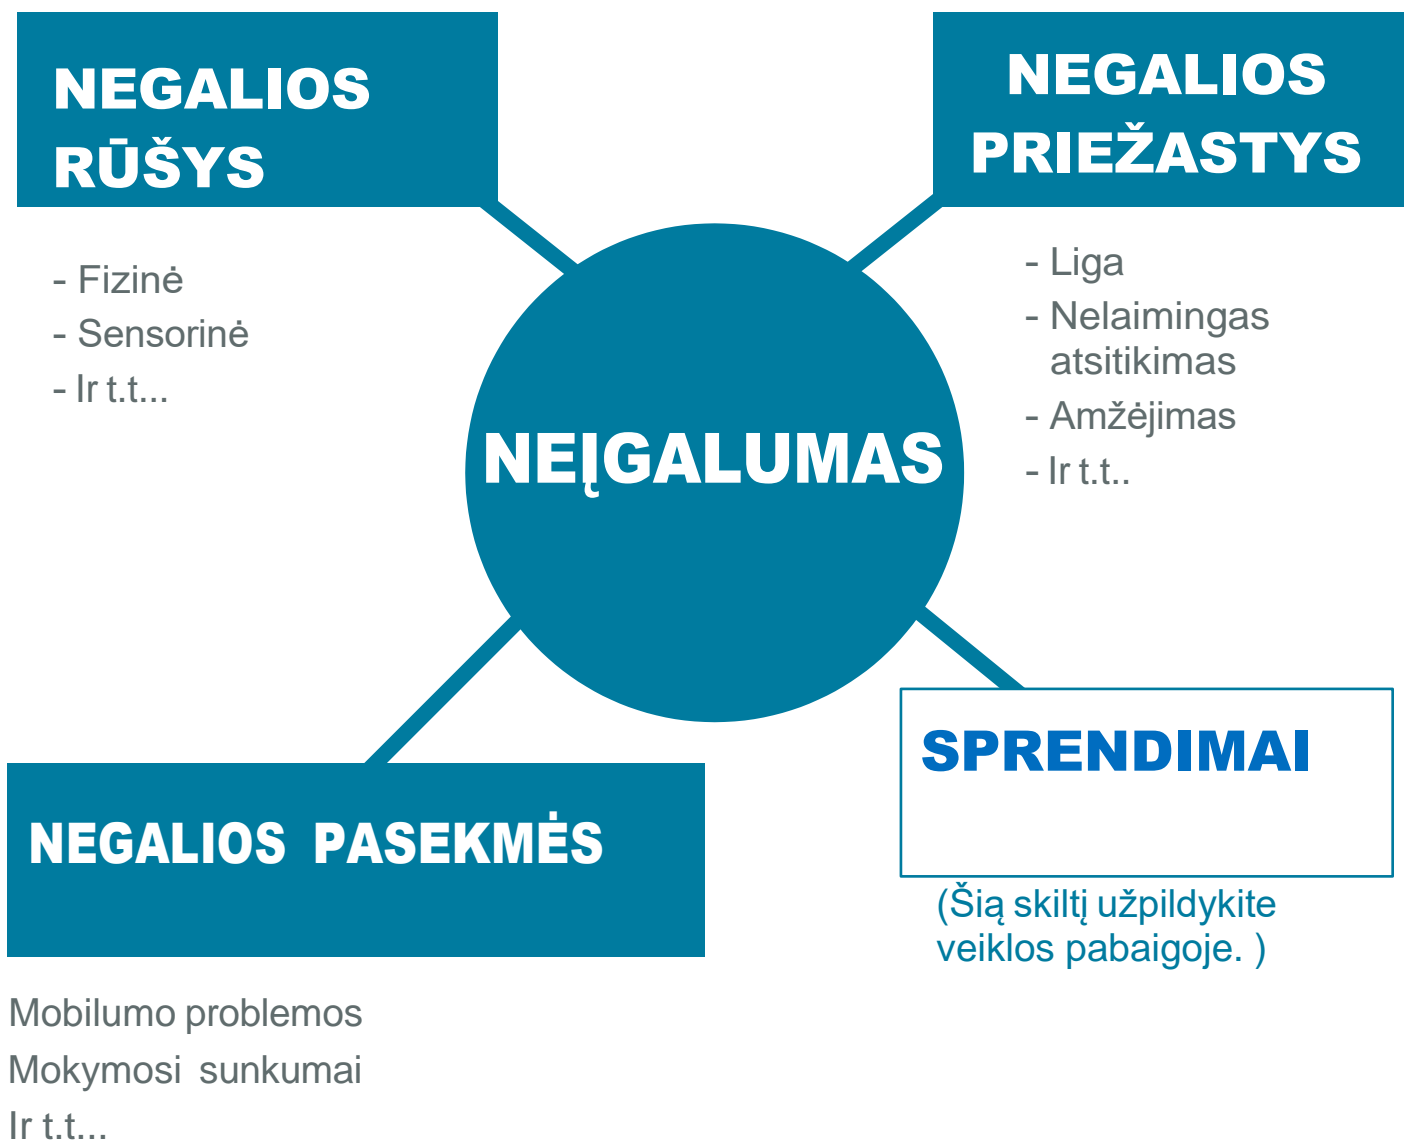 NEGALIOS
RŪŠYS
- Fizinė
- Sensorinė
- Ir t.t...
NEGALIOS
PRIEŽASTYS
- Liga
- Nelaimingas
atsitikimas
- Amžėjimas
- Ir t.t..
NEĮGALUMAS
NEGALIOS PASEKMĖS
Mobilumo problemos
Mokymosi sunkumai
Ir t.t...
SPRENDIMAI
(Šią skiltį užpildykite
veiklos pabaigoje. )